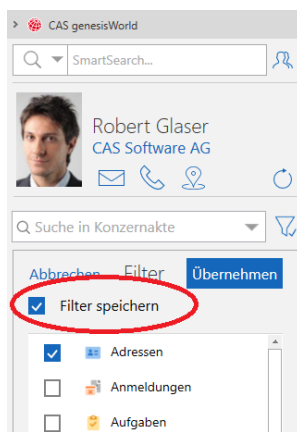 CAS genesisWorld
SmartSearch...
Robert Glaser
CAS Software AG
Suche in Konzernakte
Abbrechen Filter Übernehmen
Filter speichern
Adressen
Anmeldungen
Aufgaben